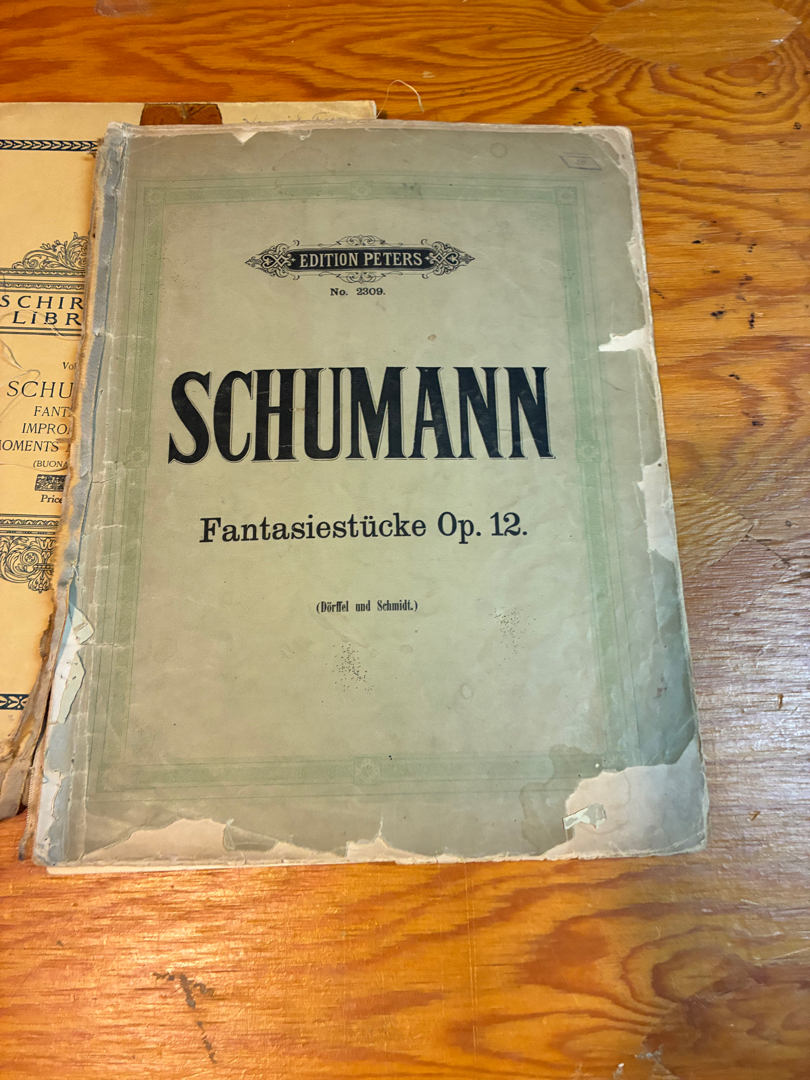 EDITION PETERS
No. 2309.
SCHUMANN
Fantasiestücke Op. 12.
(Dörffel und Schmidt.)
SCHIR
LIBR
Vo
SCHU
FANT
IMPRO
MOMENTS
(BUONA
Price